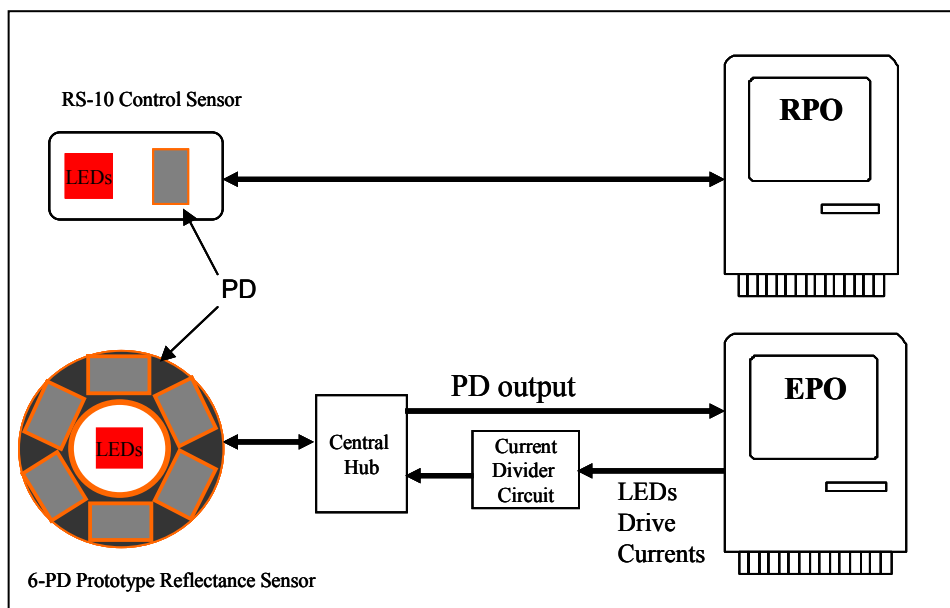 RS-10 Control Sensor
LEDs
RPO
PD
LEDs
Central
Hub
PD output
Current
Divider
Circuit
LEDs
Drive
Currents
EPO
6-PD Prototype Reflectance Sensor